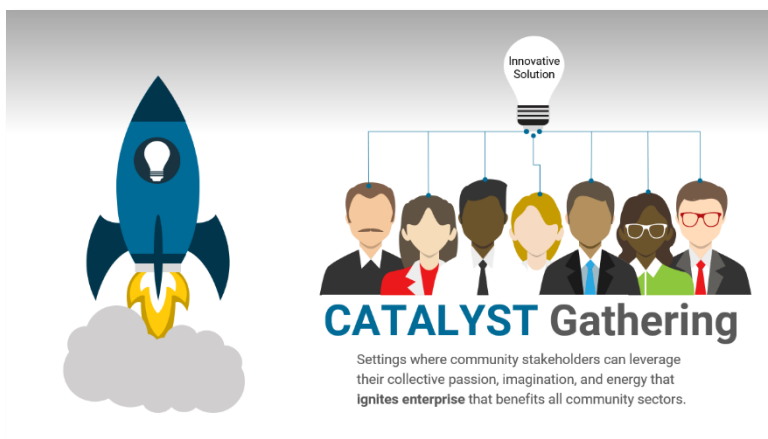 Innovative
Solution
CATALYST Gathering
Settings where community stakeholders can leverage
their collective passion, imagination, and energy that
ignites enterprise that benefits all community sectors.